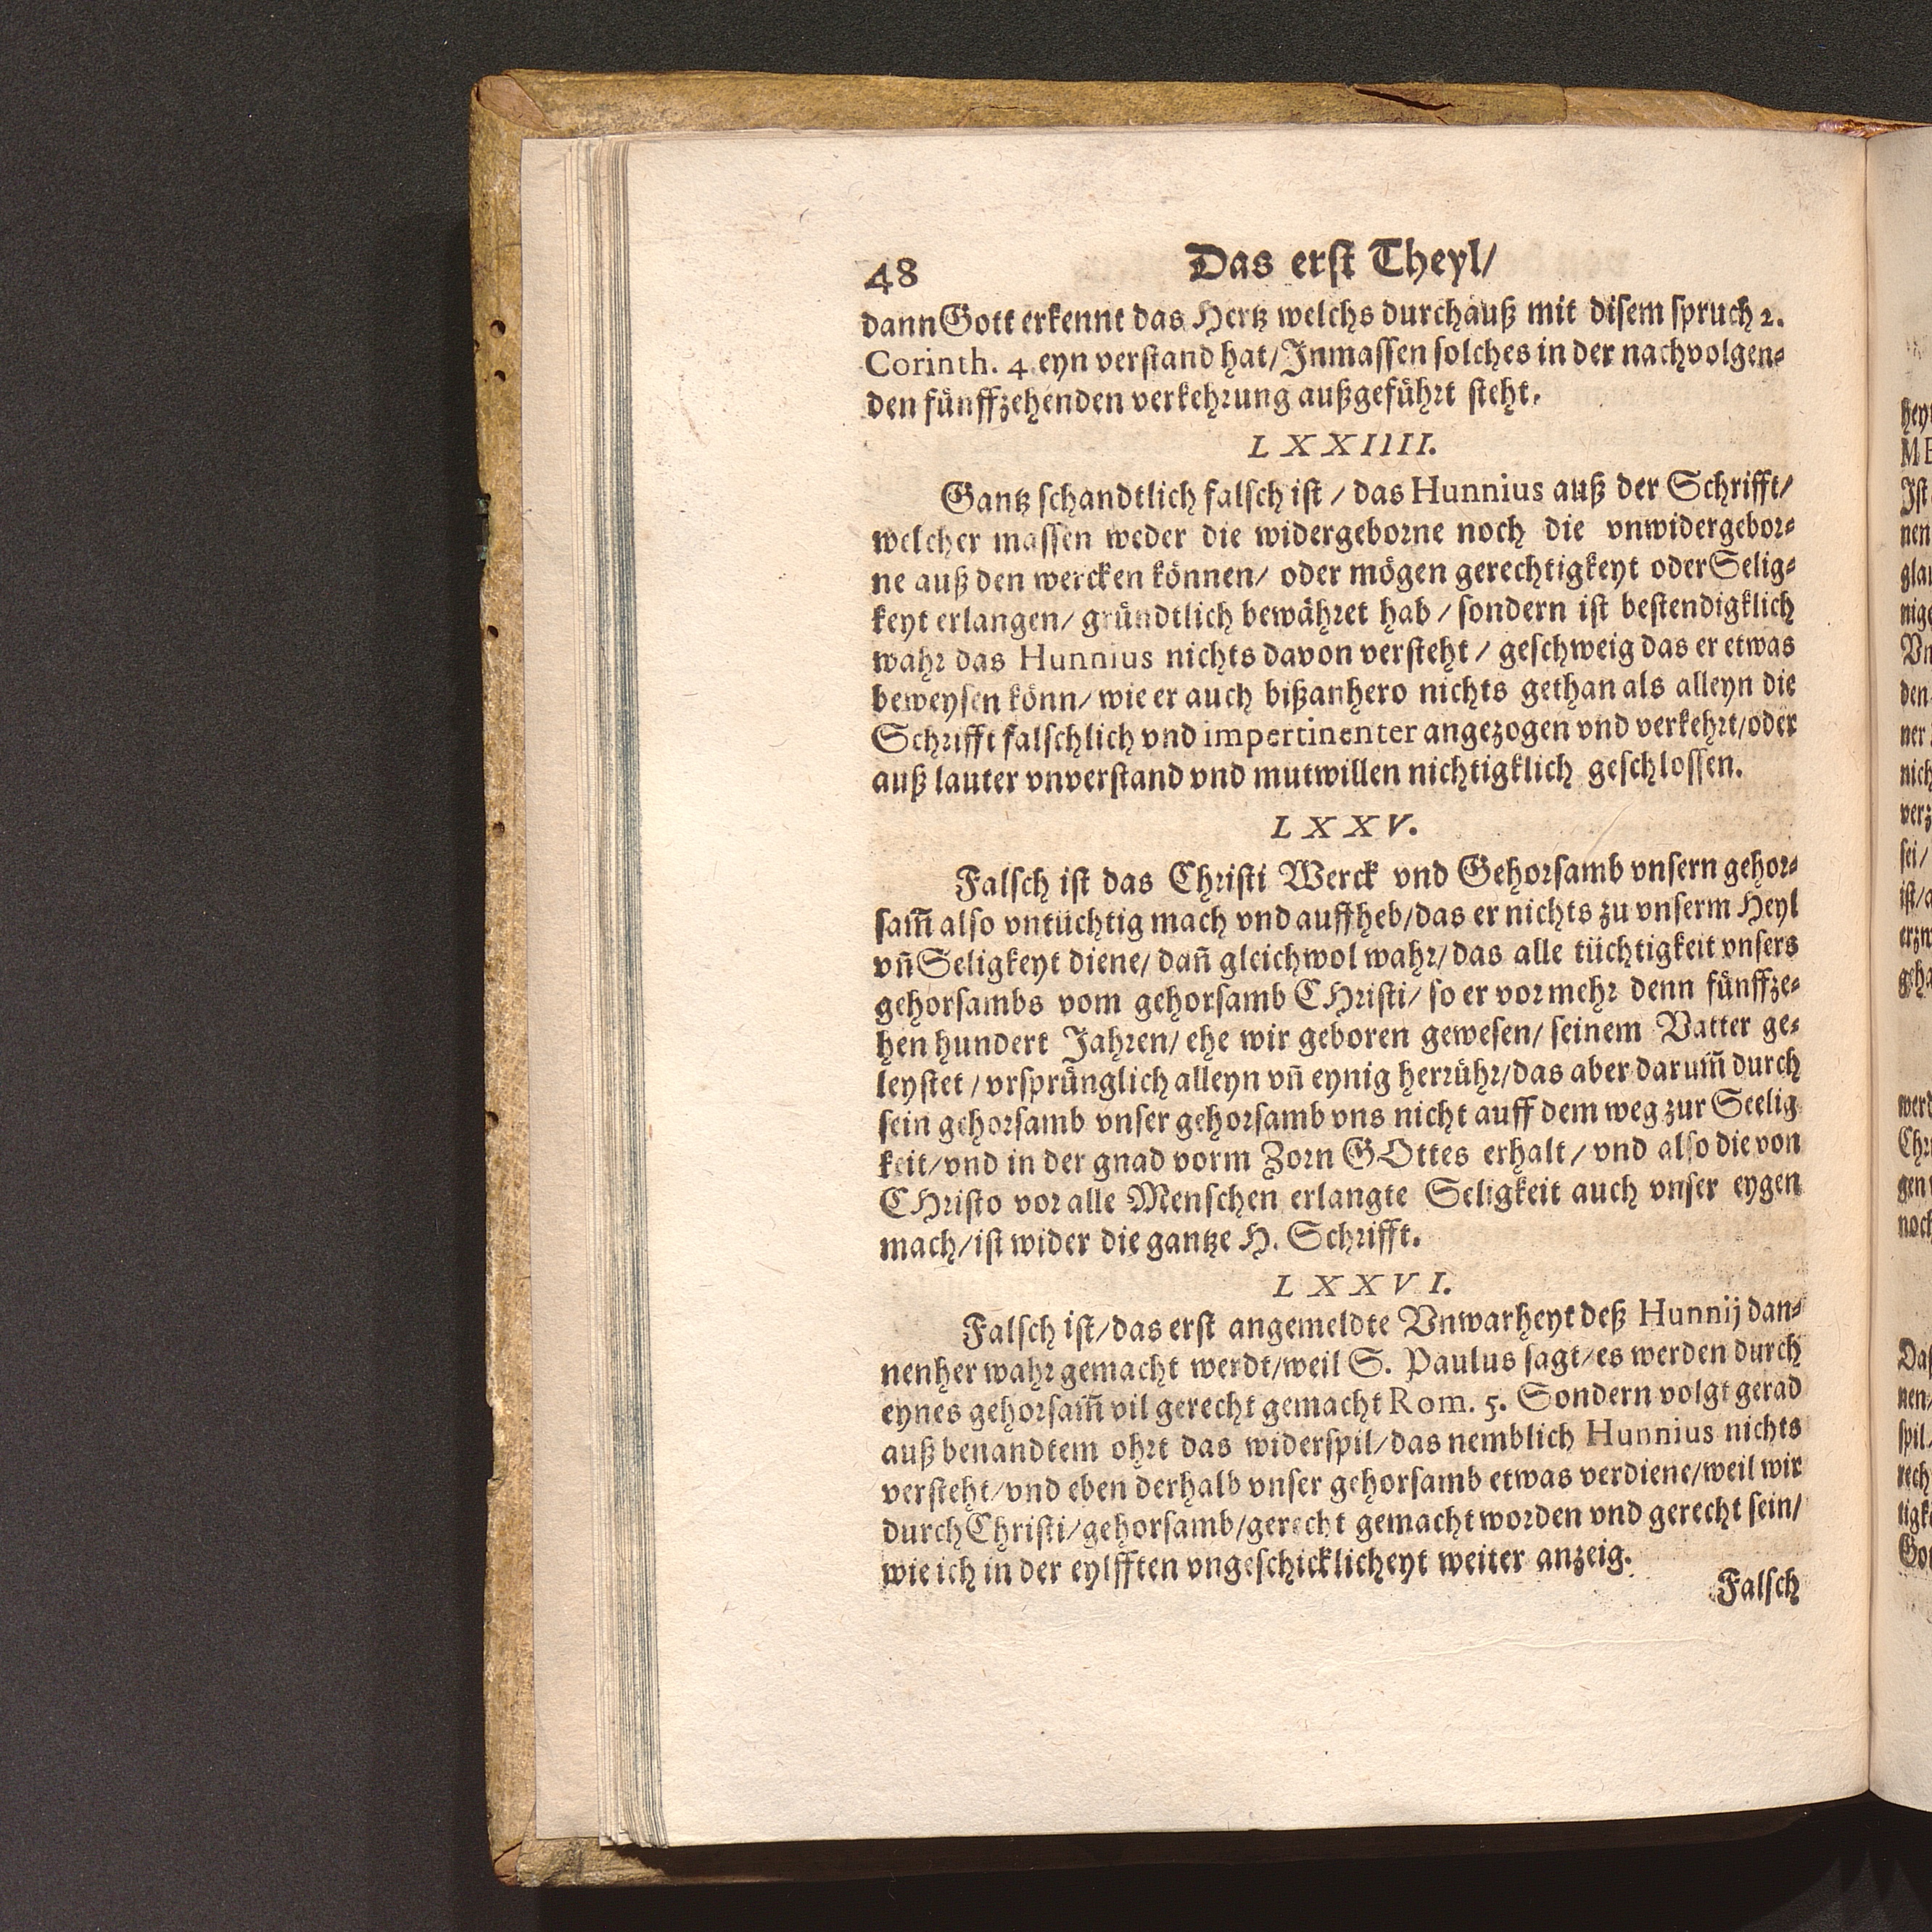 48 Das erst Theyl/
dann Gott erkennt das Hertz welchs durchauß mit disem spruch 2.
Corinth. 4. eyn verstand hat/Inmassen solches in der nachvolgen-
den fünffzehenden verkehrung außgeführt steht.
LXXIIII.
Gantz schandtlich falsch ist / das Hunnius auß der Schrifft/
welcher massen weder die widergeborne noch die vnwidergebor-
ne auß den wercken können/ oder mögen gerechtigkeyt oder Selig-
keyt erlangen/ gründtlich bewähret hab / sondern ist bestendigklich
wahr das Hunnius nichts davon versteht / geschweig das er etwas
beweysen könn/ wie er auch bißanhero nichts gethan als alleyn die
Schrifft falschlich vnd impertinenter angezogen vnd verkehrt/oder
auß lauter vnverstand vnd mutwillen nichtigklich geschlossen.
LXXV.
Falsch ist das Christi Werck vnd Gehorsamb vnsern gehor-
sam̄ also vntüchtig mach vnd auffheb/das er nichts zu vnserm Heyl
vn̄ Seligkeyt diene/ dan̄ gleichwol wahr/ das alle tüchtigkeit vnsers
gehorsambs vom gehorsamb CHristi/ so er vor mehr denn fünffze-
hen hundert Jahren/ ehe wir geboren gewesen/ seinem Vatter ge-
leystet / vrsprünglich alleyn vn̄ eynig herrühr/das aber darum̄ durch
sein gehorsamb vnser gehorsamb vns nicht auff dem weg zur Seelig
keit/vnd in der gnad vorm Zorn GOttes erhalt / vnd also die von
CHristo vor alle Menschen erlangte Seligkeit auch vnser eygen
mach/ist wider die gantze H. Schrifft.
LXXVI.
Falsch ist/das erst angemeldte Vnwarheyt deß Hunnij dan-
nenher wahr gemacht werdt/weil S. Paulus sagt/es werden durch
eynes gehorsam̄ vil gerecht gemacht Rom. 5. Sondern volgt gerad
auß benandtem ohrt das widerspil/das nemblich Hunnius nichts
versteht/vnd eben derhalb vnser gehorsamb etwas verdiene/weil wir
durch Christi/gehorsamb/gerecht gemacht worden vnd gerecht sein/
wie ich in der eylfften vngeschicklicheyt weiter anzeig.
Falsch